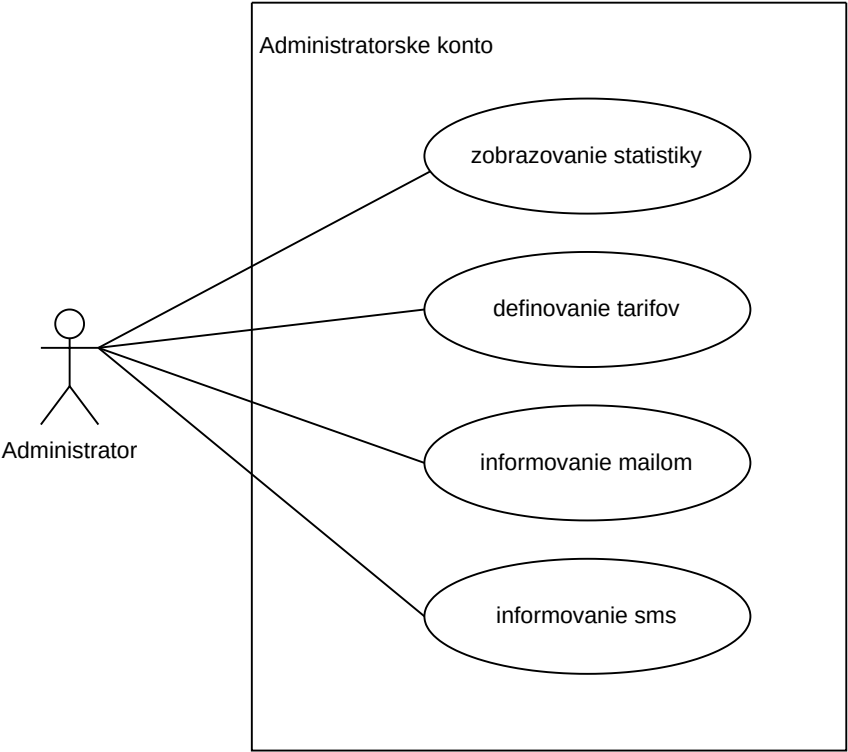 Administratorske konto
zobrazovanie statistiky
definovanie tarifov
Administrator
informovanie mailom
informovanie sms